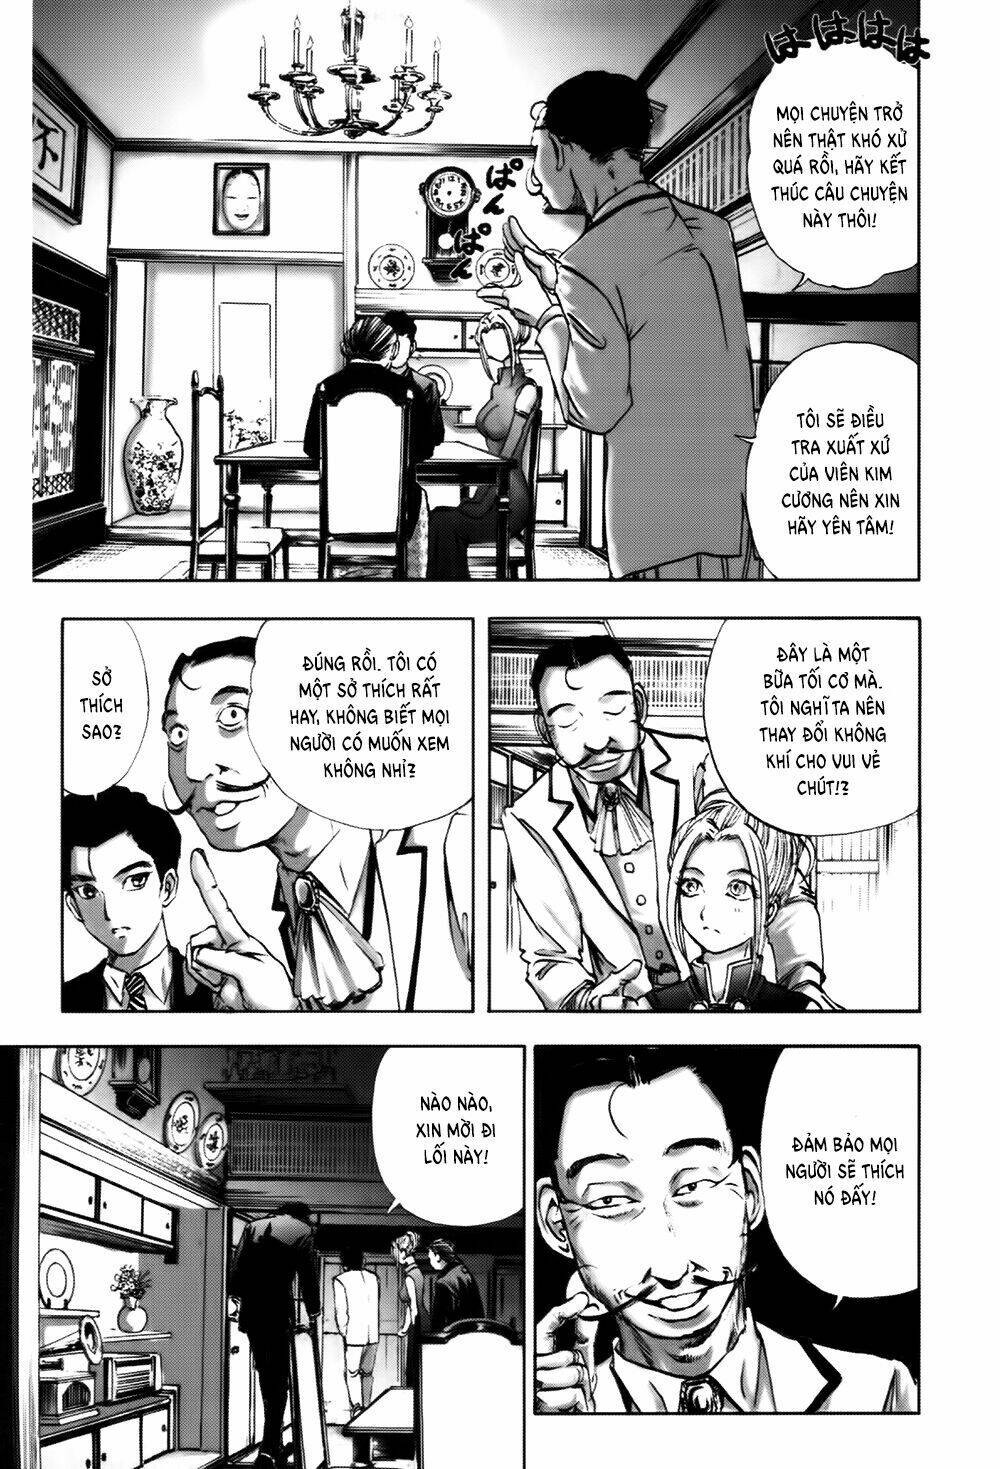 はははは
MỌI CHUYỆN TRỞ
NÊN THẬT KHÓ XỬ
QUÁ RỒI, HÃY KẾT
THÚC CÂU CHUYỆN
NÀY THÔI!
ぱん
ぱん
TÔI SẼ ĐIỀU
TRA XUẤT XỨ
CỦA VIÊN KIM
CƯƠNG NÊN XIN
HÃY YÊN TÂM!
ĐÂY LÀ MỘT
BỮA TỐI CƠ MÀ.
TÔI NGHĨ TA NÊN
THAY ĐỔI KHÔNG
KHÍ CHO VUI VẺ
CHÚT!?
ĐÚNG RỒI. TÔI CÓ
MỘT SỞ THÍCH RẤT
HAY, KHÔNG BIẾT MỌI
NGƯỜI CÓ MUỐN XEM
KHÔNG NHỈ?
SỞ
THÍCH
SAO?
ĐẢM BẢO MỌI
NGƯỜI SẼ THÍCH
NÓ ĐẤY!
NÀO NÀO,
XIN MỜI ĐI
LỐI NÀY!